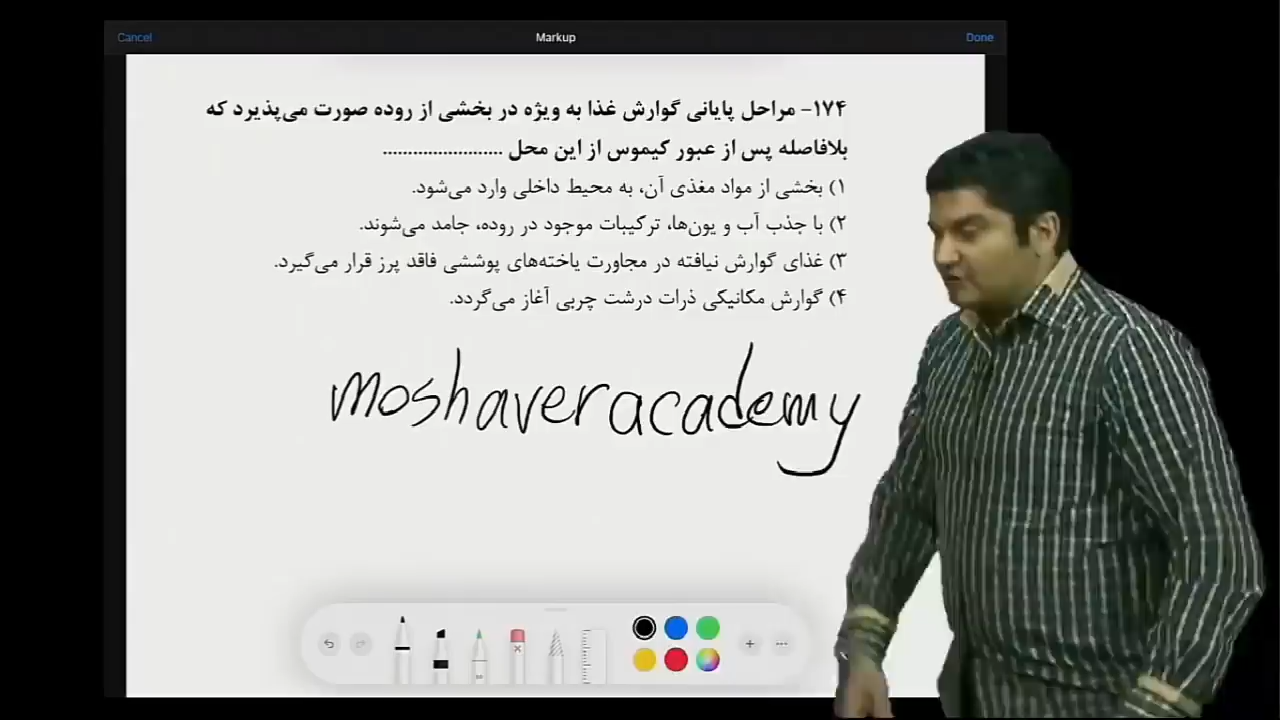 Cancel
Markup
Done
۱۷۴- مراحل پایانی گوارش غذا به ویژه در بخشی از روده صورت می‌پذیرد که
بلافاصله پس از عبور کیموس از این محل ........................
۱) بخشی از مواد مغذی آن، به محیط داخلی وارد می‌شود.
۲) با جذب آب و یون‌ها، ترکیبات موجود در روده، جامد می‌شوند.
۳) غذای گوارش نیافته در مجاورت یاخته‌های پوششی فاقد پرز قرار می‌گیرد.
۴) گوارش مکانیکی ذرات درشت چربی آغاز می‌گردد.
moshaveracademy